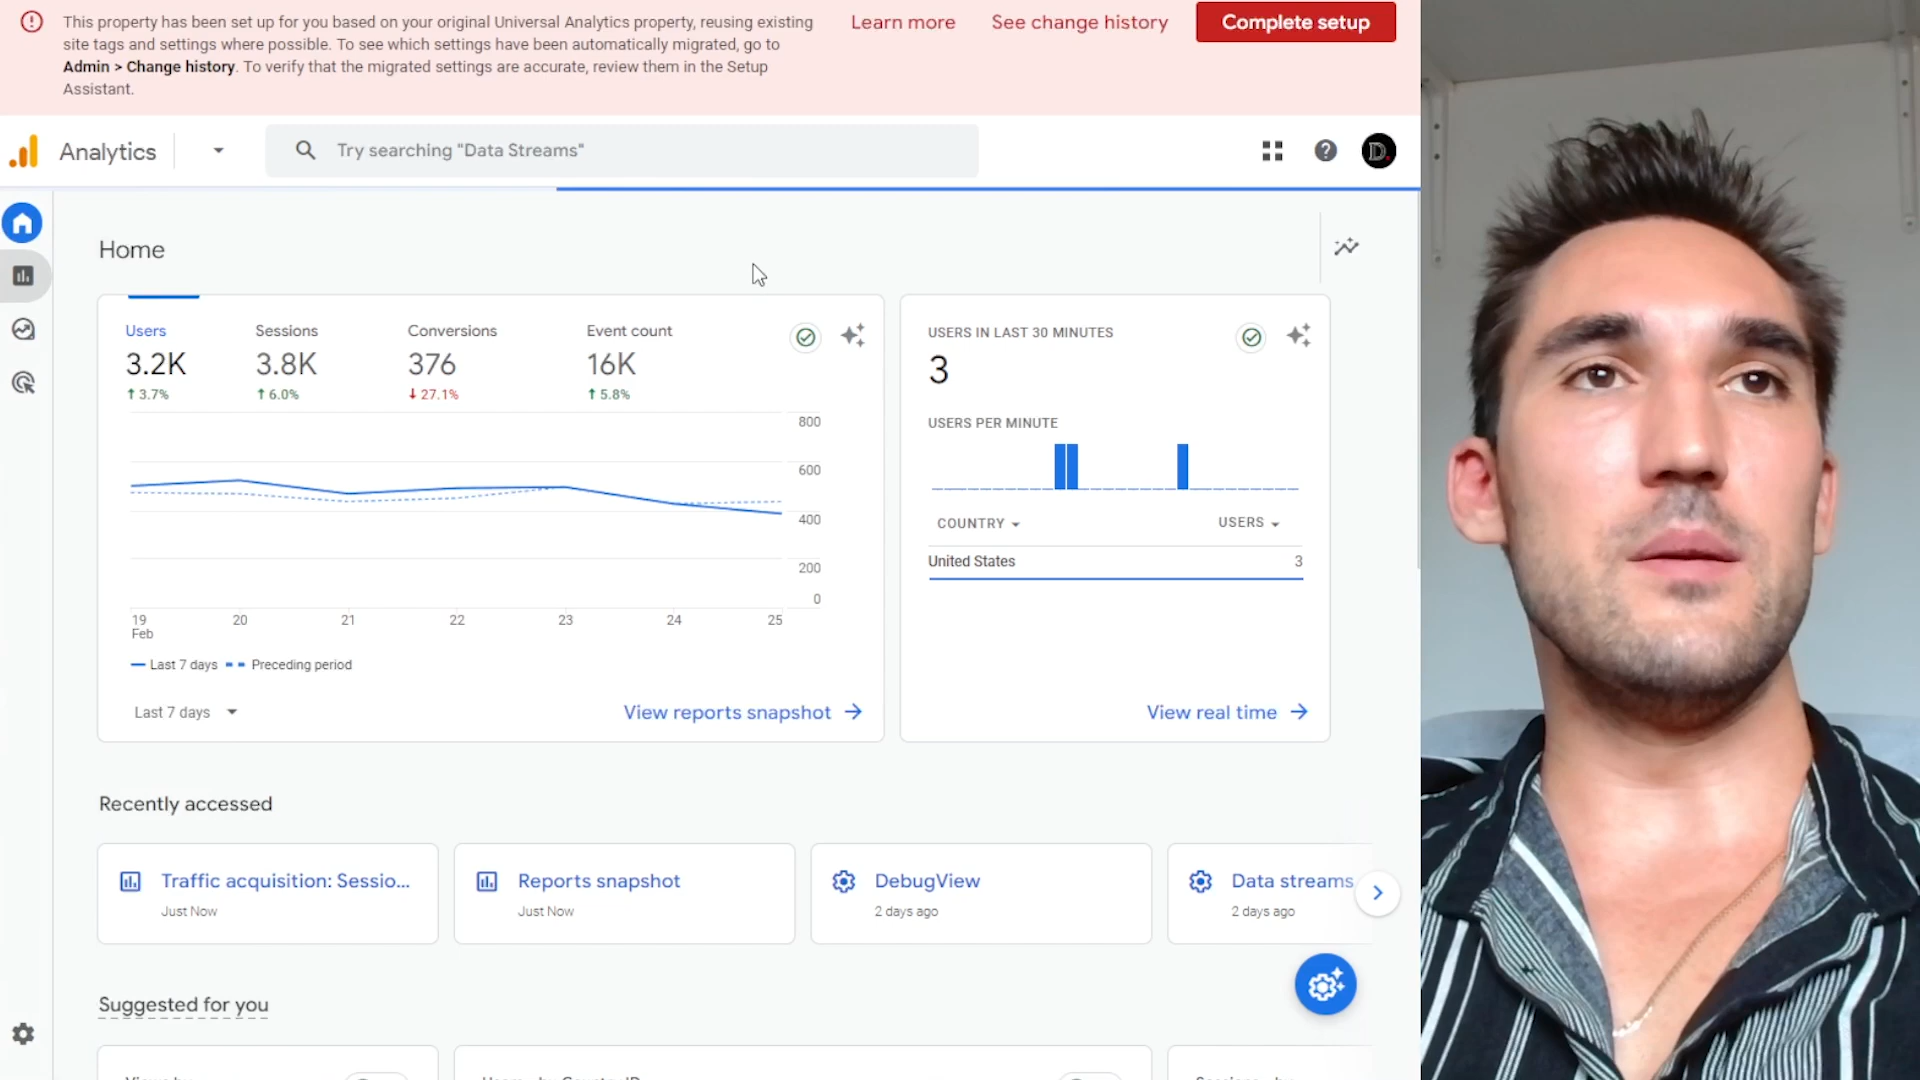 This property has been set up for you based on your original Universal Analytics property, reusing existing
site tags and settings where possible. To see which settings have been automatically migrated, go to
Admin > Change history. To verify that the migrated settings are accurate, review them in the Setup
Assistant.
Learn more
See change history
Complete setup
Analytics
Try searching "Data Streams"
D.
Home
Users
3.2K
3.7%
Sessions
3.8K
6.0%
Conversions
376
27.1%
Event count
16K
5.8%
800
600
400
200
0
19
Feb
20
21
22
23
24
25
Last 7 days
Preceding period
Last 7 days
View reports snapshot
USERS IN LAST 30 MINUTES
3
USERS PER MINUTE
COUNTRY
USERS
United States
3
View real time
Recently accessed
Traffic acquisition: Sessio...
Just Now
Reports snapshot
Just Now
DebugView
2 days ago
Data streams
2 days ago
Suggested for you